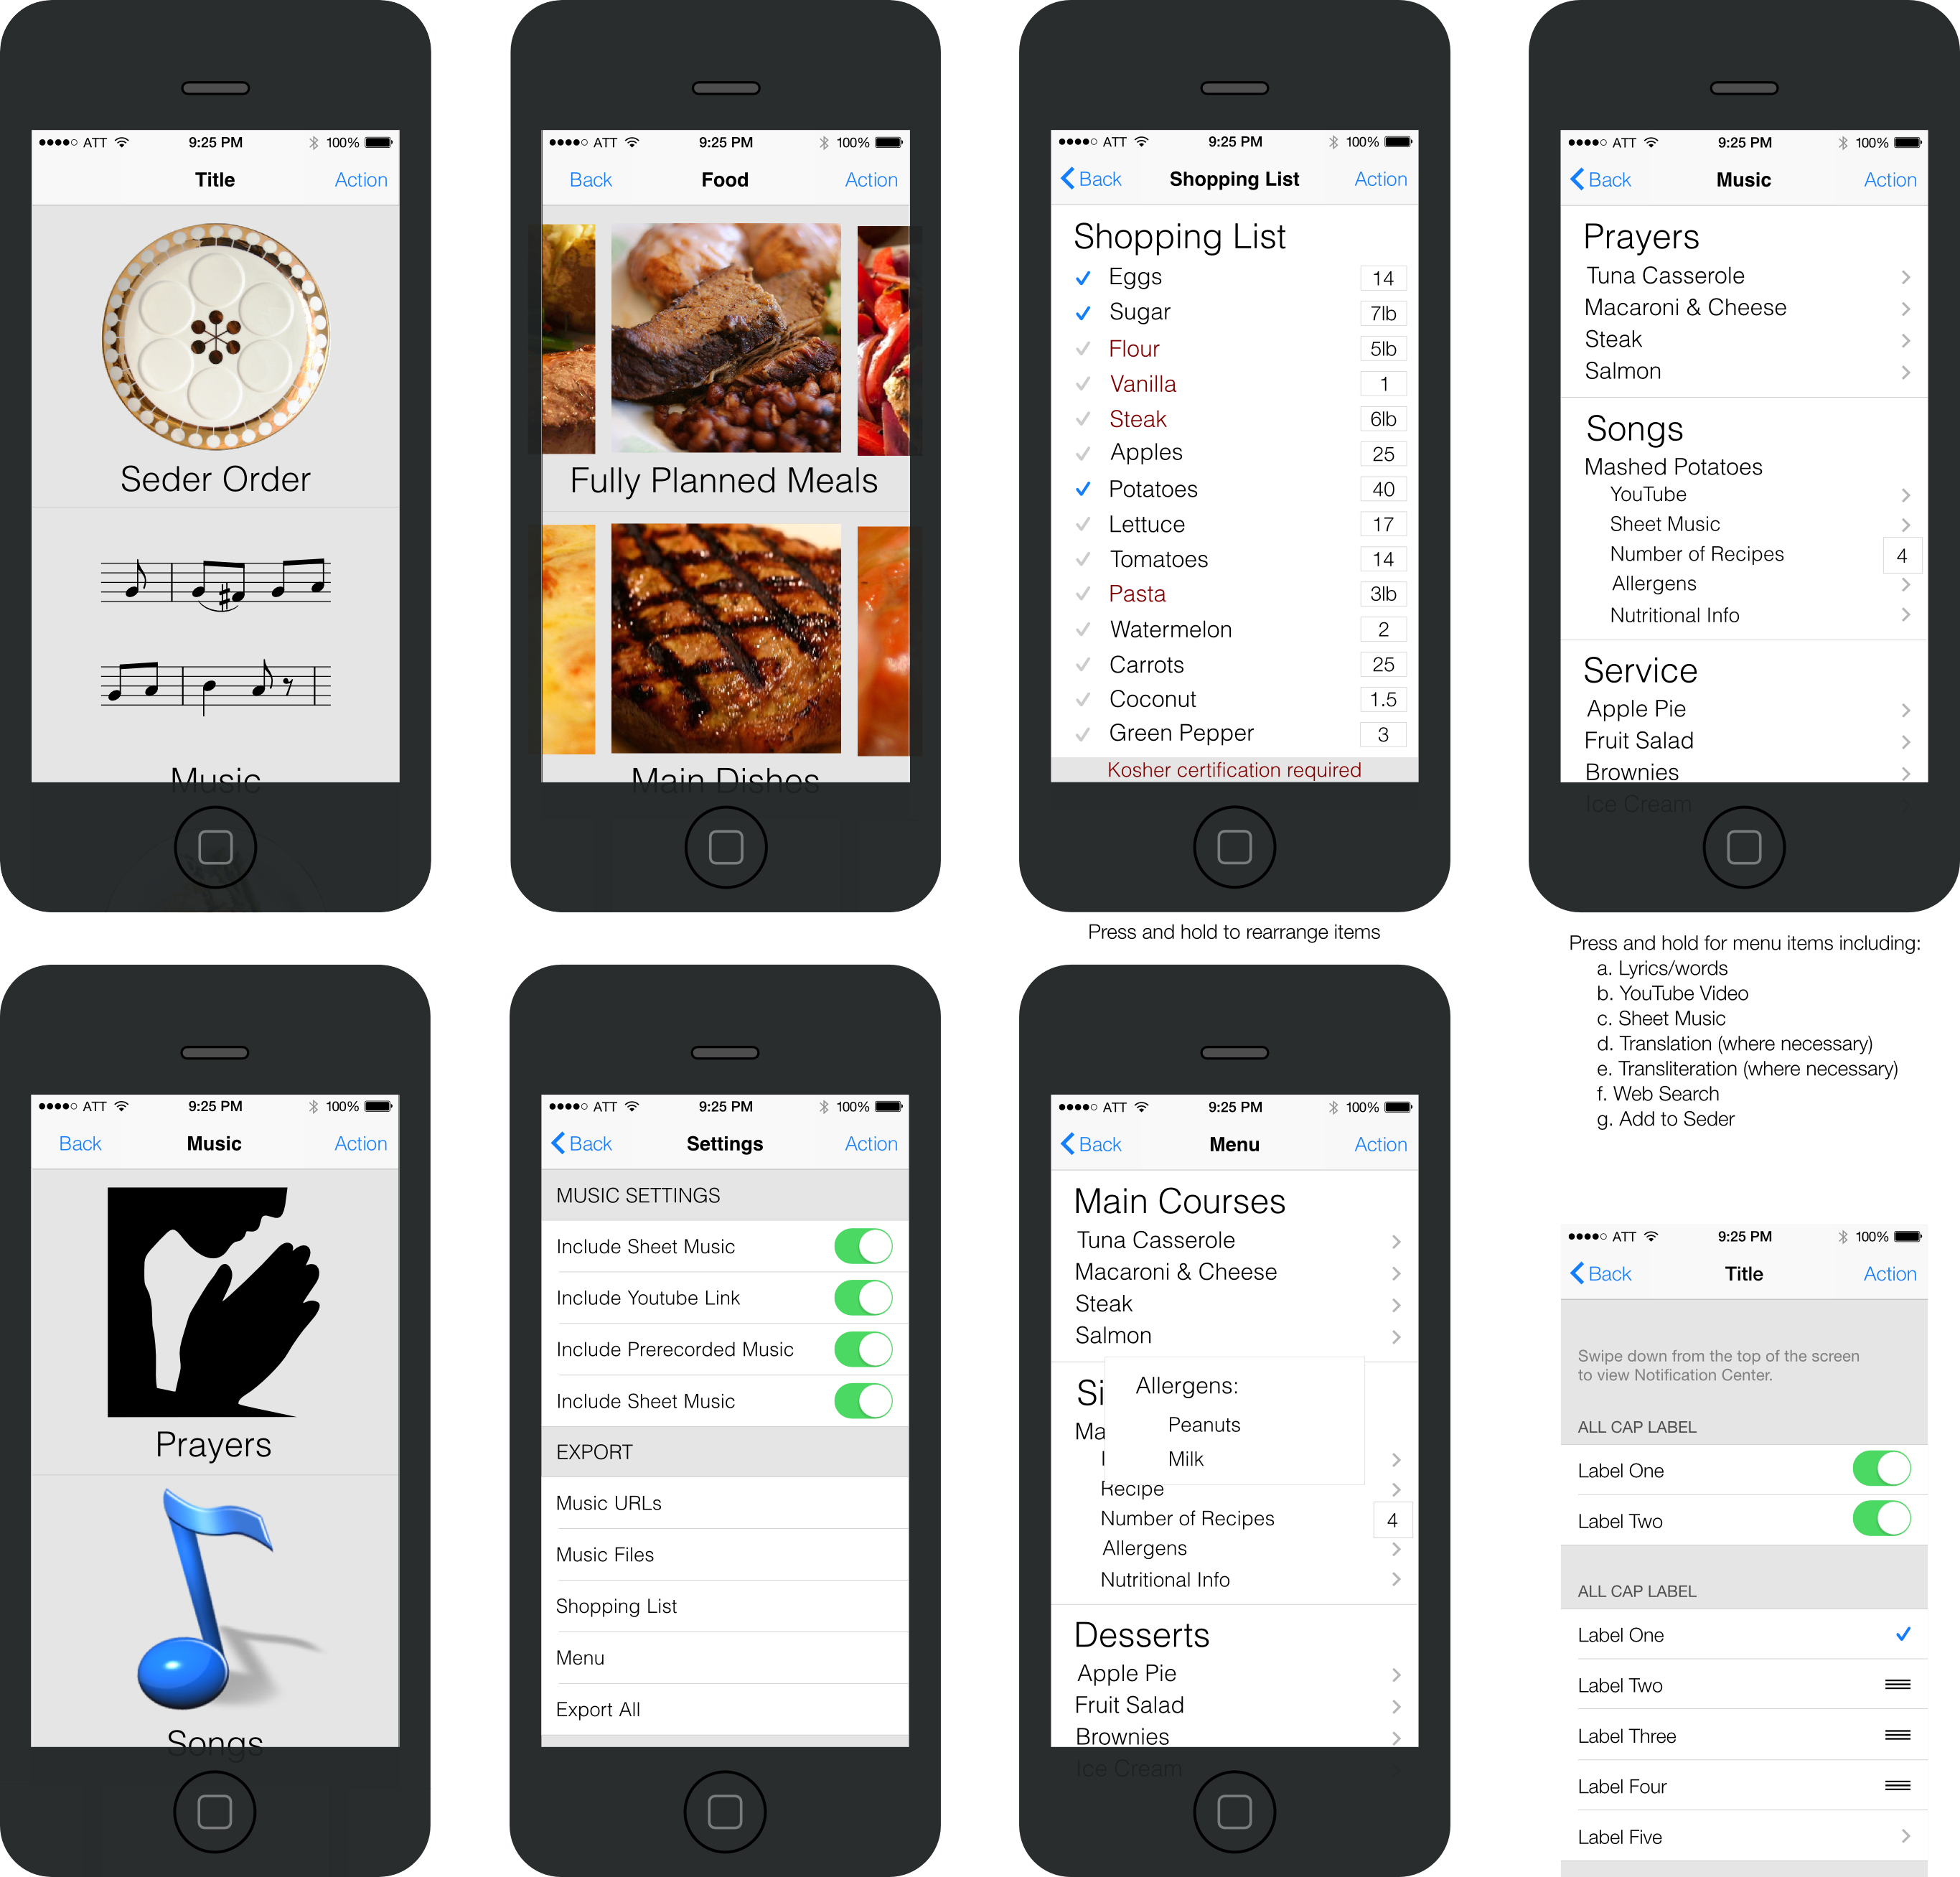 ATT 9:25 PM 100%
Title Action
Seder Order
Music
ATT 9:25 PM 100%
Back Food Action
Fully Planned Meals
Main Dishes
ATT 9:25 PM 100%
Back Shopping List Action
Shopping List
Eggs 14
Sugar 7lb
Flour 5lb
Vanilla 1
Steak 6lb
Apples 25
Potatoes 40
Lettuce 17
Tomatoes 14
Pasta 3lb
Watermelon 2
Carrots 25
Coconut 1.5
Green Pepper 3
Kosher certification required
Press and hold to rearrange items
ATT 9:25 PM 100%
Back Music Action
Prayers
Tuna Casserole
Macaroni & Cheese
Steak
Salmon
Songs
Mashed Potatoes
YouTube
Sheet Music
Number of Recipes 4
Allergens
Nutritional Info
Service
Apple Pie
Fruit Salad
Brownies
Ice Cream
Press and hold for menu items including:
a. Lyrics/words
b. YouTube Video
c. Sheet Music
d. Translation (where necessary)
e. Transliteration (where necessary)
f. Web Search
g. Add to Seder
ATT 9:25 PM 100%
Back Music Action
Prayers
Songs
ATT 9:25 PM 100%
Back Settings Action
MUSIC SETTINGS
Include Sheet Music
Include Youtube Link
Include Prerecorded Music
Include Sheet Music
EXPORT
Music URLs
Music Files
Shopping List
Menu
Export All
ATT 9:25 PM 100%
Back Menu Action
Main Courses
Tuna Casserole
Macaroni & Cheese
Steak
Salmon
Si
Allergens:
Ma
Peanuts
Milk
Recipe
Number of Recipes 4
Allergens
Nutritional Info
Desserts
Apple Pie
Fruit Salad
Brownies
Ice Cream
ATT 9:25 PM 100%
Back Title Action
Swipe down from the top of the screen
to view Notification Center.
ALL CAP LABEL
Label One
Label Two
ALL CAP LABEL
Label One
Label Two
Label Three
Label Four
Label Five